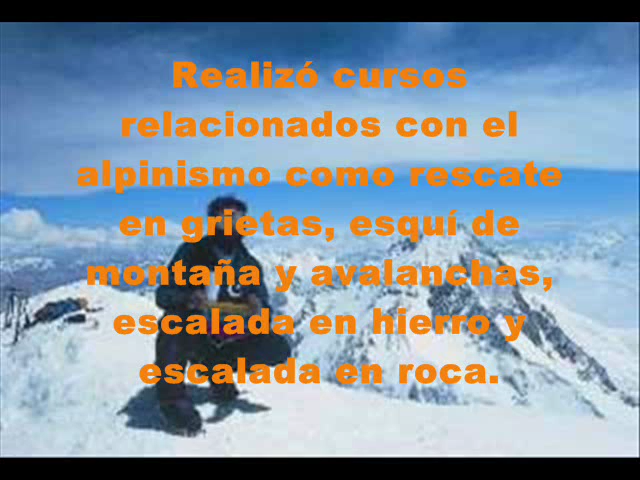 Realizó cursos
relacionados con el
alpinismo como rescate
en grietas, esquí de
montaña y avalanchas,
escalada en hierro y
escalada en roca.